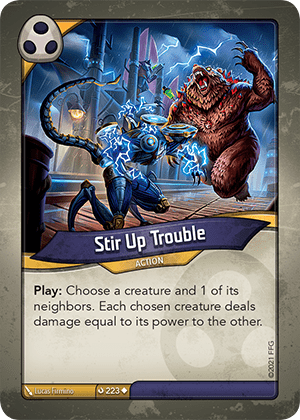 Stir Up Trouble
ACTION
Play: Choose a creature and 1 of its
neighbors. Each chosen creature deals
damage equal to its power to the other.
Lucas Firmino
223
©2021 FFG